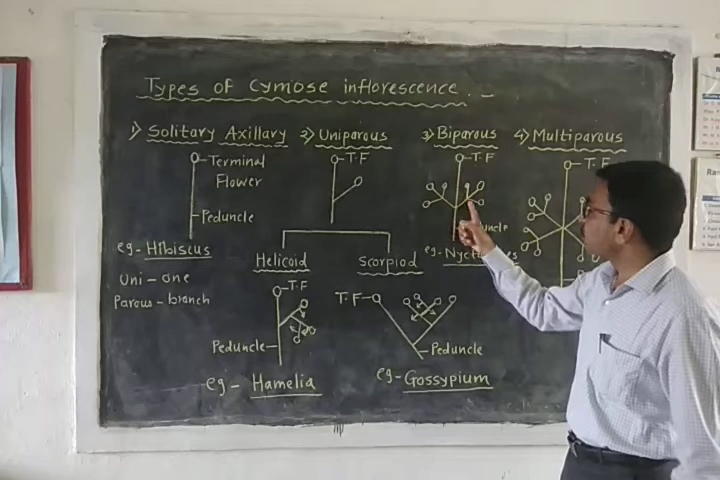 Types of Cymose inflorescence.
1) Solitary Axillary
2) Uniparous
3) Biparous
4) Multiparous
Terminal
Flower
Peduncle
T.F
T.F
T.F
eg- Hibiscus
eg-
Uni - one
Parous - branch
Helicoid
Scorpiod
T.F
Peduncle
eg- Hamelia
T.F
Peduncle
eg- Gossypium